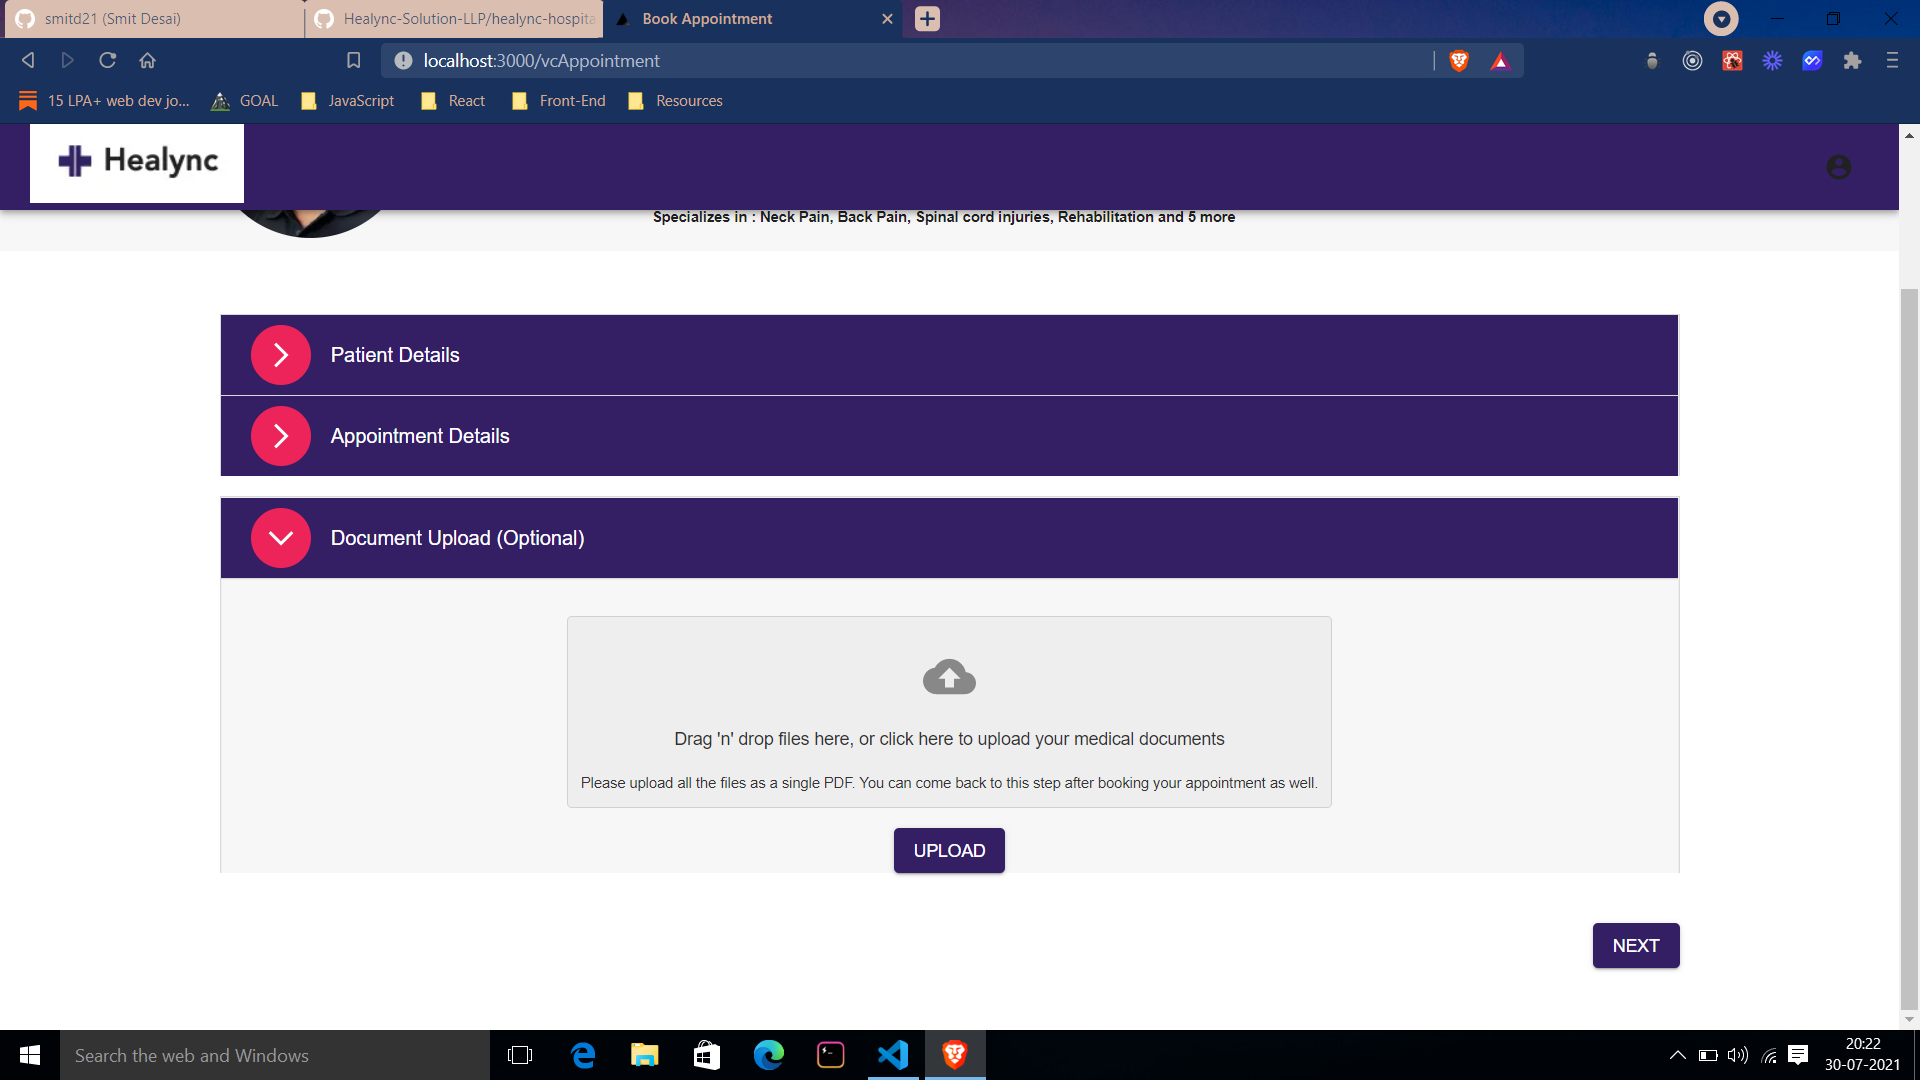 smitd21 (Smit Desai)
Healync-Solution-LLP/healync-hospita
Book Appointment
localhost:3000/vcAppointment
15 LPA+ web dev jo...
GOAL
JavaScript
React
Front-End
Resources
Healync
Specializes in : Neck Pain, Back Pain, Spinal cord injuries, Rehabilitation and 5 more
Patient Details
Appointment Details
Document Upload (Optional)
Drag 'n' drop files here, or click here to upload your medical documents
Please upload all the files as a single PDF. You can come back to this step after booking your appointment as well.
UPLOAD
NEXT
Search the web and Windows
20:22
30-07-2021